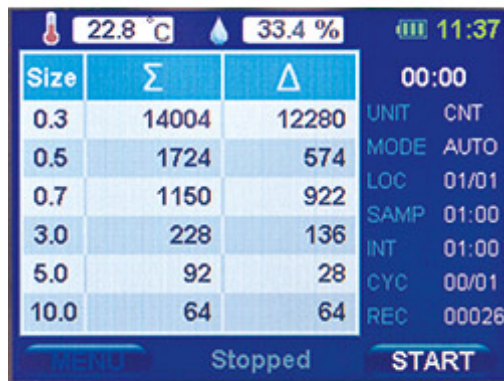 22.8 °C 33.4 % 11:37
Size Σ Δ 00:00
0.3 14004 12280 UNIT CNT
0.5 1724 574 MODE AUTO
0.7 1150 922 LOC 01/01
3.0 228 136 SAMP 01:00
5.0 92 28 INT 01:00
10.0 64 64 CYC 00/01
REC 00026
MENU Stopped START